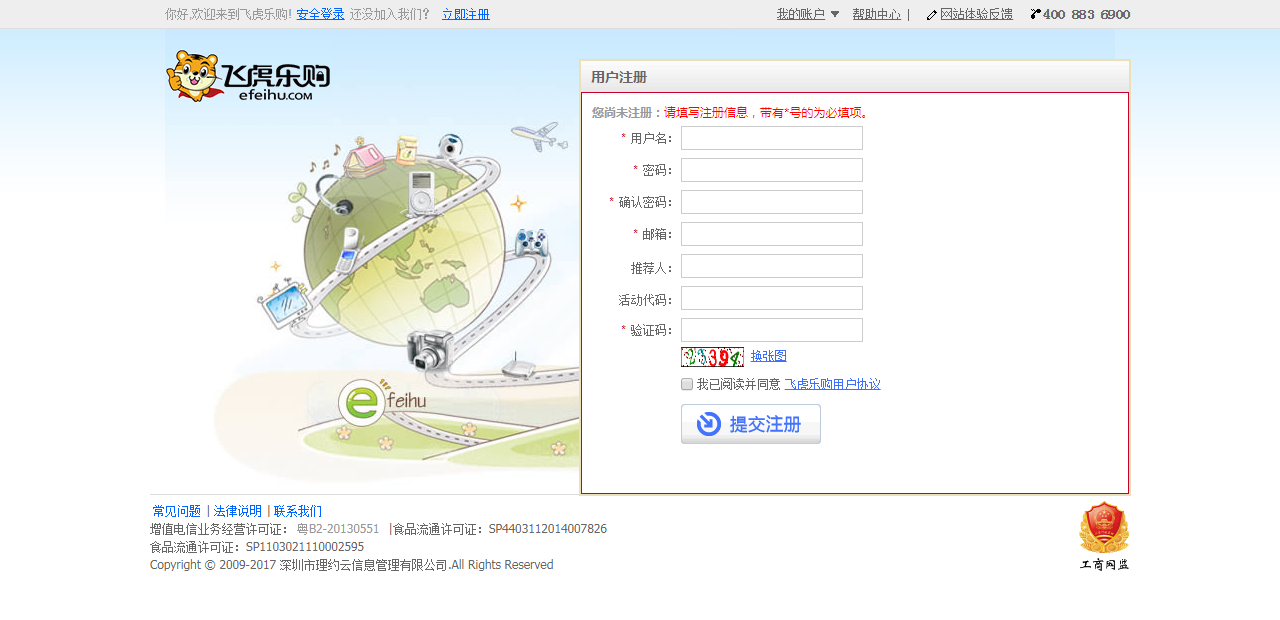 你好,欢迎来到飞虎乐购! 安全登录 还没加入我们？ 立即注册
我的账户 帮助中心 | 网站体验反馈 400 883 6900
飞虎乐购
efeihu.com
用户注册
您尚未注册：请填写注册信息，带有*号的为必填项。
* 用户名：
* 密码：
* 确认密码：
* 邮箱：
推荐人：
活动代码：
* 验证码：
换张图
我已阅读并同意 飞虎乐购用户协议
提交注册
e feihu
常见问题 | 法律说明 | 联系我们
增值电信业务经营许可证： 粤B2-20130551 |食品流通许可证：SP4403112014007826
食品流通许可证：SP1103021110002595
Copyright © 2009-2017 深圳市理约云信息管理有限公司.All Rights Reserved
工商网监